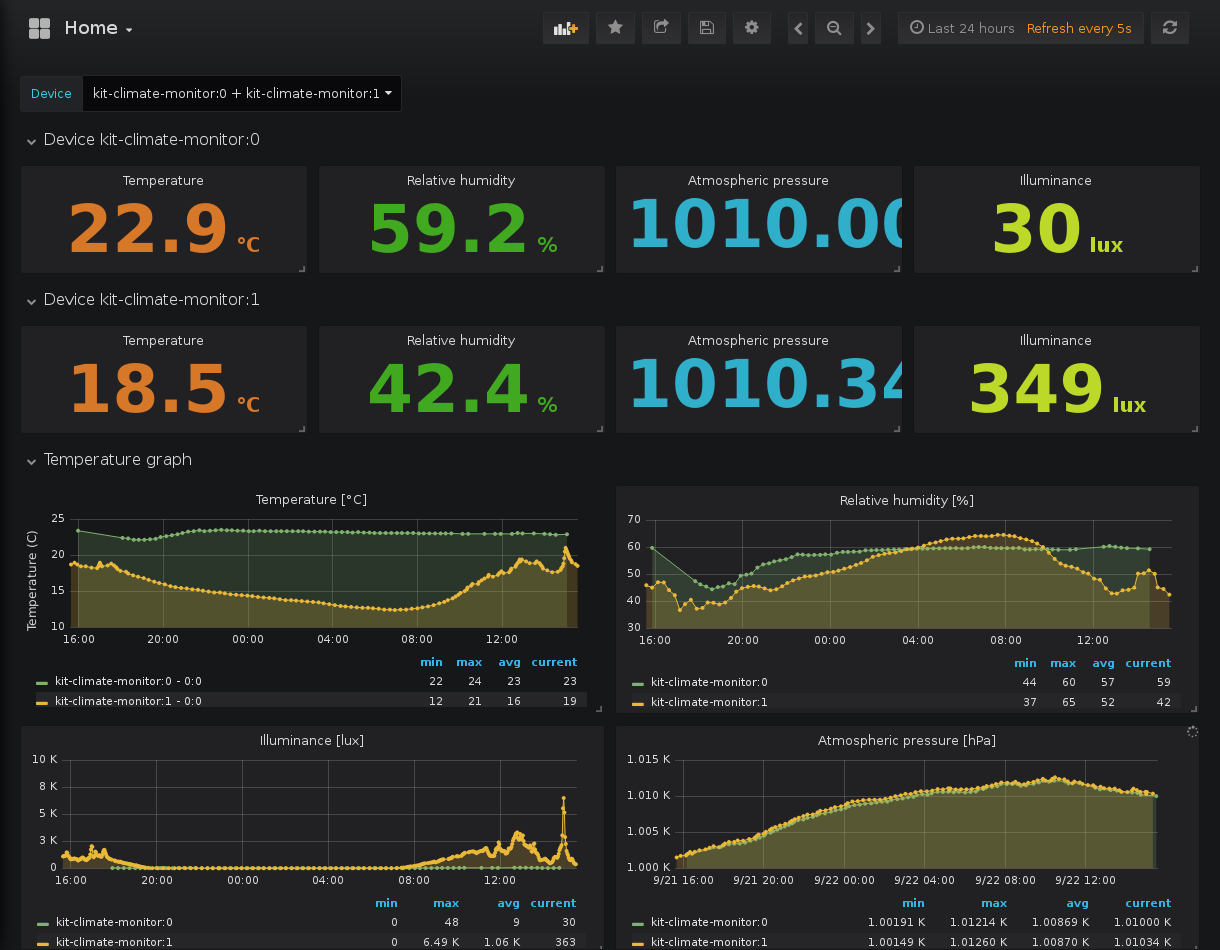 Home
Last 24 hours Refresh every 5s
Device kit-climate-monitor:0 + kit-climate-monitor:1
Device kit-climate-monitor:0
Temperature Relative humidity Atmospheric pressure Illuminance
22.9 °C 59.2 % 1010.00 30 lux
Device kit-climate-monitor:1
Temperature Relative humidity Atmospheric pressure Illuminance
18.5 °C 42.4 % 1010.34 349 lux
Temperature graph
Temperature [°C]
Temperature (C)
25
20
15
10
16:00 20:00 00:00 04:00 08:00 12:00
min max avg current
kit-climate-monitor:0 - 0:0 22 24 23 23
kit-climate-monitor:1 - 0:0 12 21 16 19
Relative humidity [%]
70
60
50
40
30
16:00 20:00 00:00 04:00 08:00 12:00
min max avg current
kit-climate-monitor:0 44 60 57 59
kit-climate-monitor:1 37 65 52 42
Illuminance [lux]
10 K
8 K
5 K
3 K
0
16:00 20:00 00:00 04:00 08:00 12:00
min max avg current
kit-climate-monitor:0 0 48 9 30
kit-climate-monitor:1 0 6.49 K 1.06 K 363
Atmospheric pressure [hPa]
1.015 K
1.010 K
1.005 K
1.000 K
9/21 16:00 9/21 20:00 9/22 00:00 9/22 04:00 9/22 08:00 9/22 12:00
min max avg current
kit-climate-monitor:0 1.00191 K 1.01214 K 1.00869 K 1.01000 K
kit-climate-monitor:1 1.00149 K 1.01260 K 1.00870 K 1.01034 K